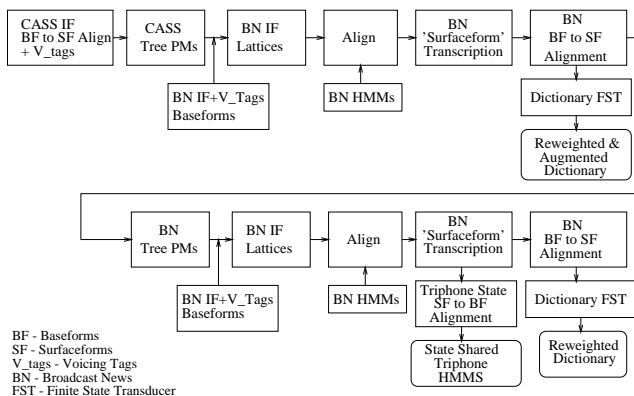 CASS IF
BF to SF Align
+ V_tags
CASS
Tree PMs
BN IF
Lattices
Align
BN
'Surfaceform'
Transcription
BN
BF to SF
Alignment
BN IF+V_Tags
Baseforms
BN HMMs
Dictionary FST
Reweighted &
Augmented
Dictionary
BN
Tree PMs
BN IF
Lattices
Align
BN
'Surfaceform'
Transcription
BN
BF to SF
Alignment
BN IF+V_Tags
Baseforms
BN HMMs
Triphone State
SF to BF
Alignment
Dictionary FST
State Shared
Triphone
HMMS
Reweighted
Dictionary
BF - Baseforms
SF - Surfaceforms
V_tags - Voicing Tags
BN - Broadcast News
FST - Finite State Transducer